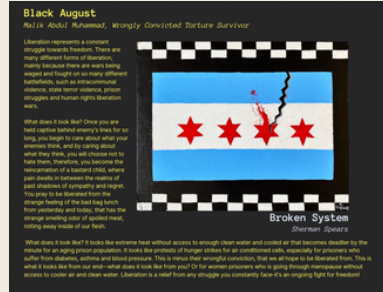 Black August
Malik Abdul Muhammad, Wrongly Convicted Torture Survivor
Liberation represents a constant
struggle towards freedom. There are
many different forms of liberation,
mainly because there are wars being
waged and fought on so many different
battlefields, such as intracommunal
violence, state terror violence, prison
struggles and human rights liberation
wars.
What does it look like? Once you are
held captive behind enemy's lines for so
long, you begin to care about what your
enemies think, and by caring about
what they think, you will choose not to
hate them, therefore, you become the
reincarnation of a bastard child, where
pain dwells in between the realms of
past shadows of sympathy and regret.
You pray to be liberated from the
strange feeling of the bad bag lunch
from yesterday and today, that has the
strange smelling odor of spoiled meat,
rotting away inside of our flesh.
Broken System
Sherman Spears
What does it look like? It looks like extreme heat without access to enough clean water and cooled air that becomes deadlier by the
minute for an aging prison population. It looks like protests of hunger strikes for air conditioned cells, especially for prisoners who
suffer from diabetes, asthma and blood pressure. This is minus their wrongful conviction, that we all hope to be liberated from. This is
what it looks like from our end—what does it look like from you? Or for women prisoners who is going through menopause without
access to cooler air and clean water. Liberation is a relief from any struggle you constantly face-it's an ongoing fight for freedom!